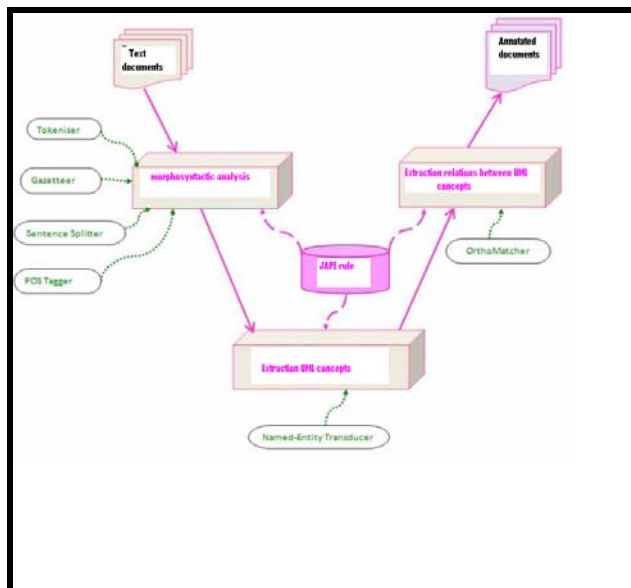 Text
documents
Annotated
documents
Tokeniser
Gazetteer
Sentence Splitter
POS Tagger
morphosyntactic analysis
Extraction relations between UML
concepts
OrthoMatcher
JAPE rule
Extraction UML concepts
Named-Entity Transducer